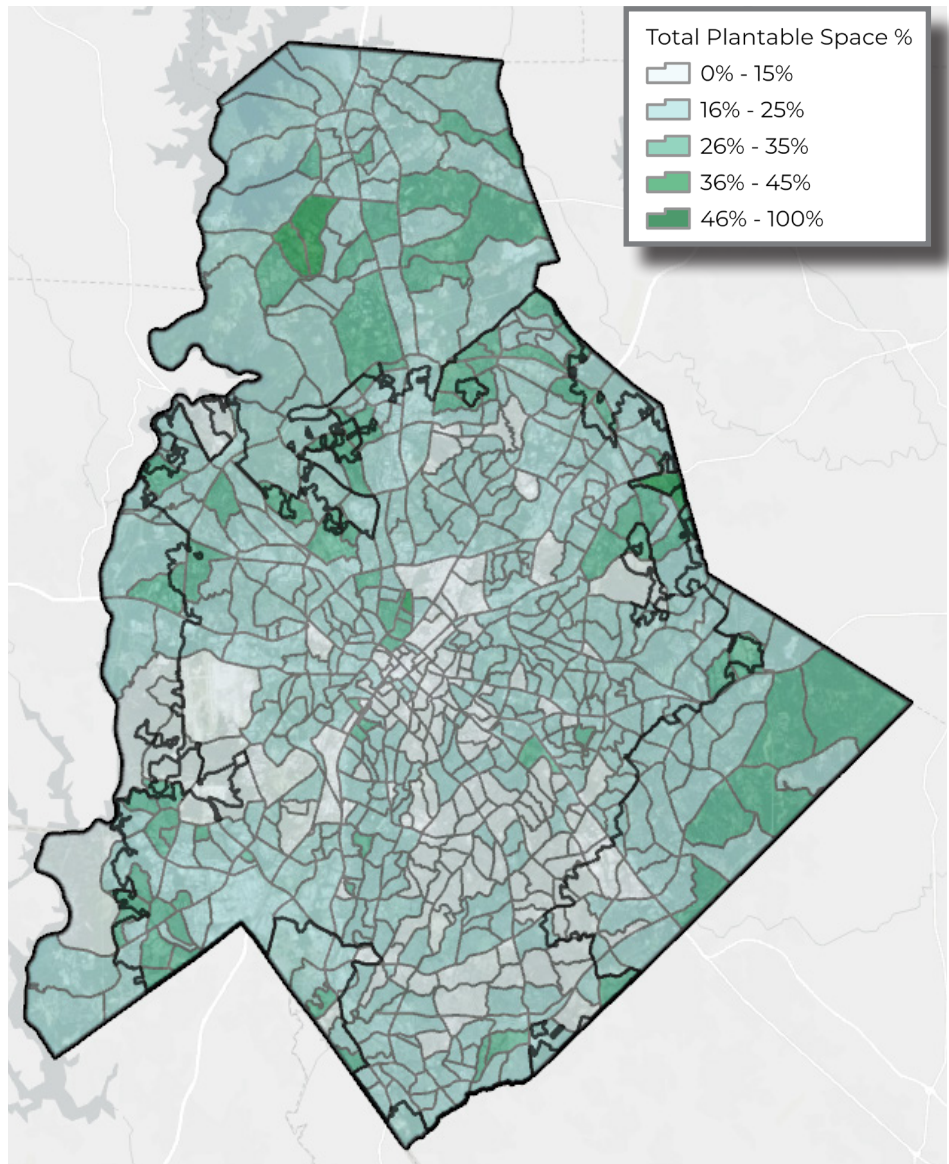 Total Plantable Space %
0% - 15%
16% - 25%
26% - 35%
36% - 45%
46% - 100%